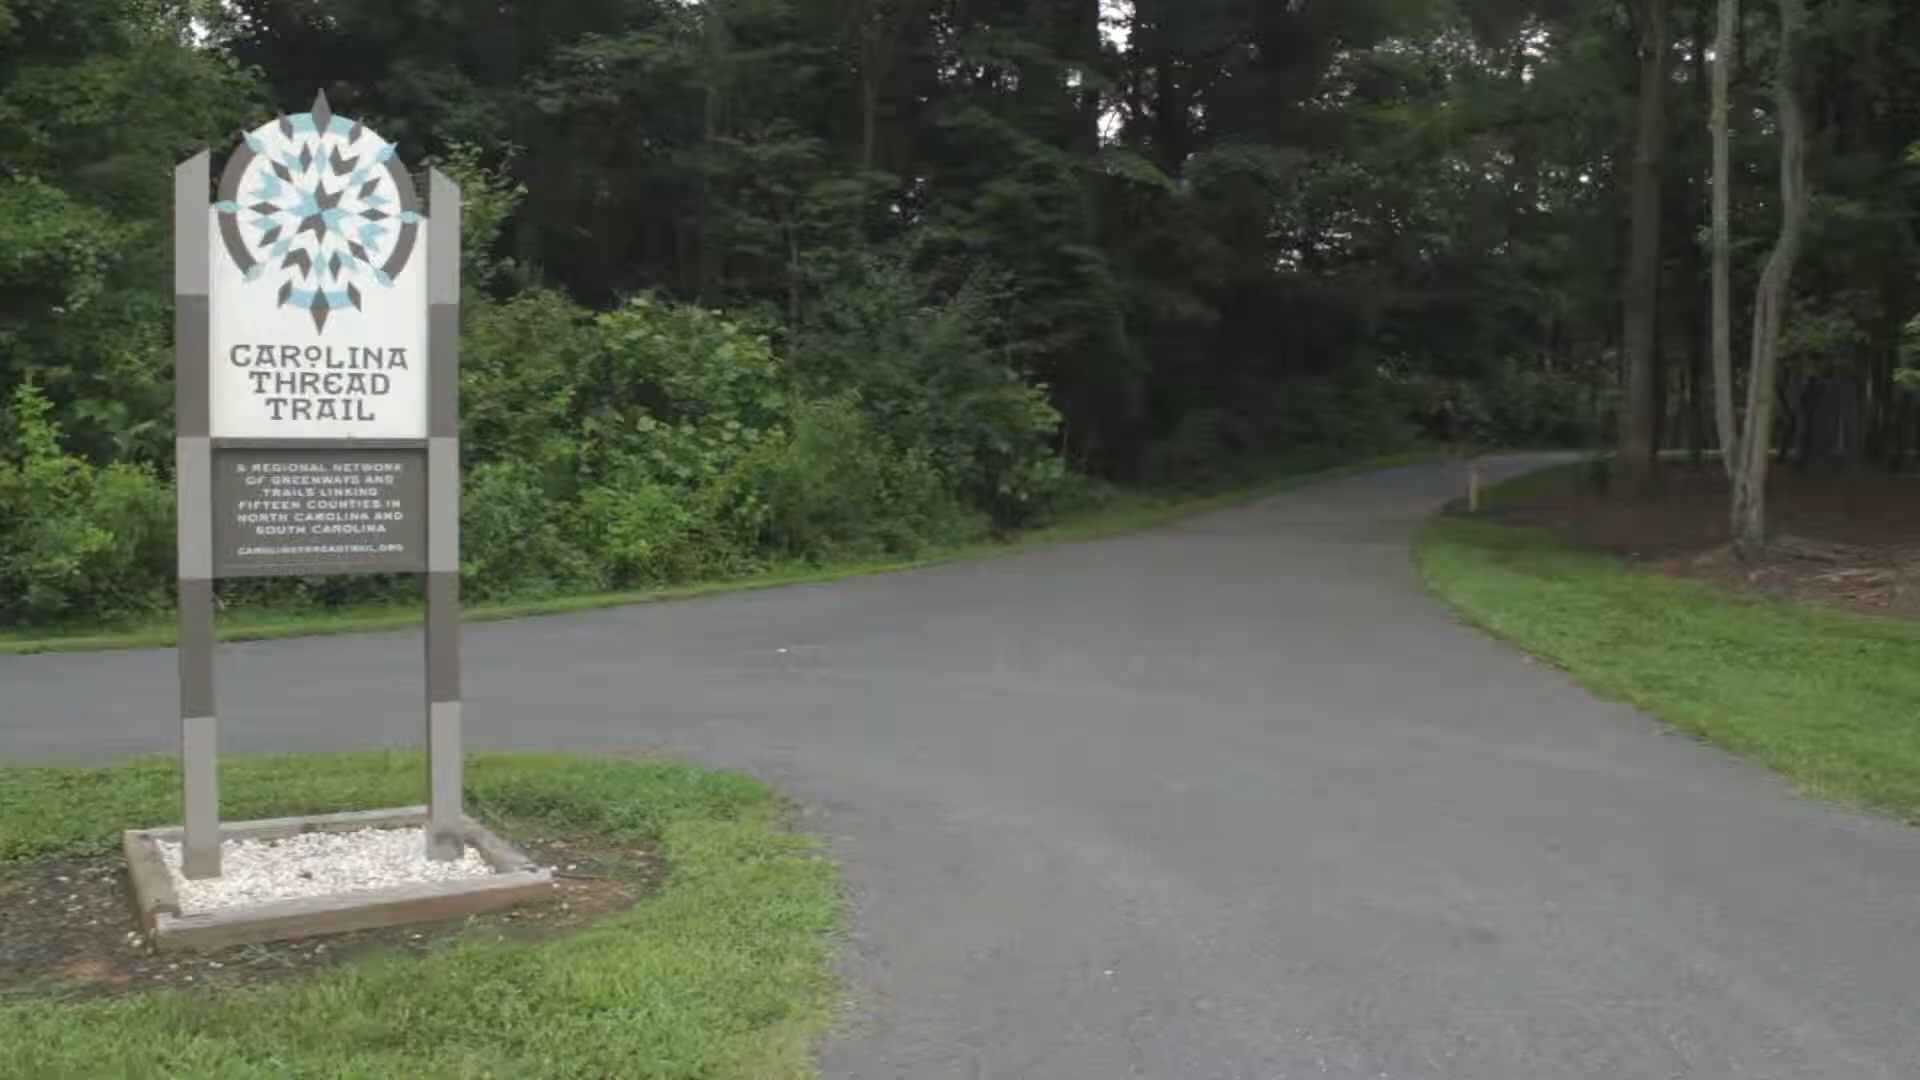 CAROLINA
THREAD
TRAIL
A REGIONAL NETWORK
OF GREENWAYS AND
TRAILS LINKING
FIFTEEN COUNTIES IN
NORTH CAROLINA AND
SOUTH CAROLINA
CAROLINATHREADTRAIL.ORG